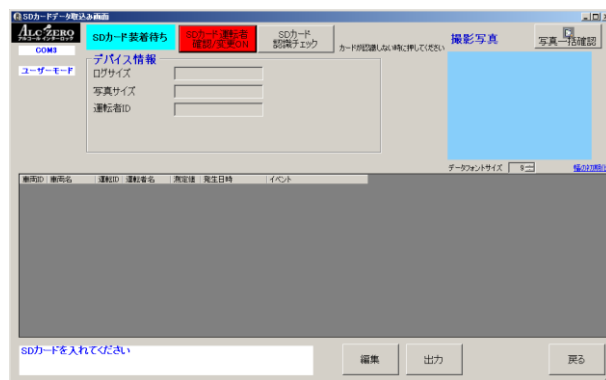 SDカードデータ取込み画面
ALCZERO
アルコールインターロック
COM3
ユーザーモード
SDカード装着待ち
SDカード運転者
確認/変更ON
SDカード
認識チェック
カードが認識しない時に押してください
撮影写真
写真一括確認
デバイス情報
ログサイズ
写真サイズ
運転者ID
データフォントサイズ 9
車両ID 車両名 運転ID 運転者名 測定値 発生日時 イベント
SDカードを入れてください
編集
出力
戻る